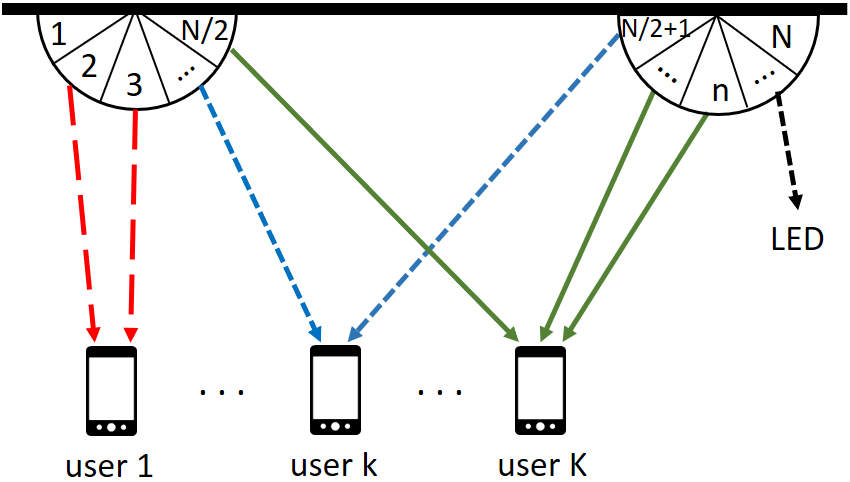 1
2
3
...
N/2
N/2+1
...
n
...
N
LED
. . .
. . .
user 1
user k
user K